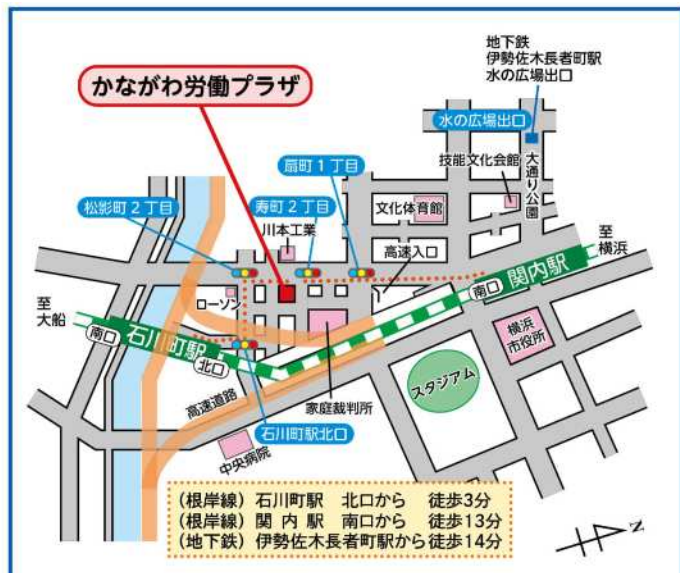 地下鉄
伊勢佐木長者町駅
水の広場出口
かながわ労働プラザ
水の広場出口
技能文化会館
大通り公園
扇町1丁目
松影町2丁目
寿町2丁目
文化体育館
川本工業
高速入口
至
横浜
関内駅
南口
ローソン
至
大船
南口
石川町駅
北口
横浜
市役所
スタジアム
高速道路
家庭裁判所
石川町駅北口
中央病院
(根岸線) 石川町駅 北口から 徒歩3分
(根岸線) 関内駅 南口から 徒歩13分
(地下鉄) 伊勢佐木長者町駅から徒歩14分
N